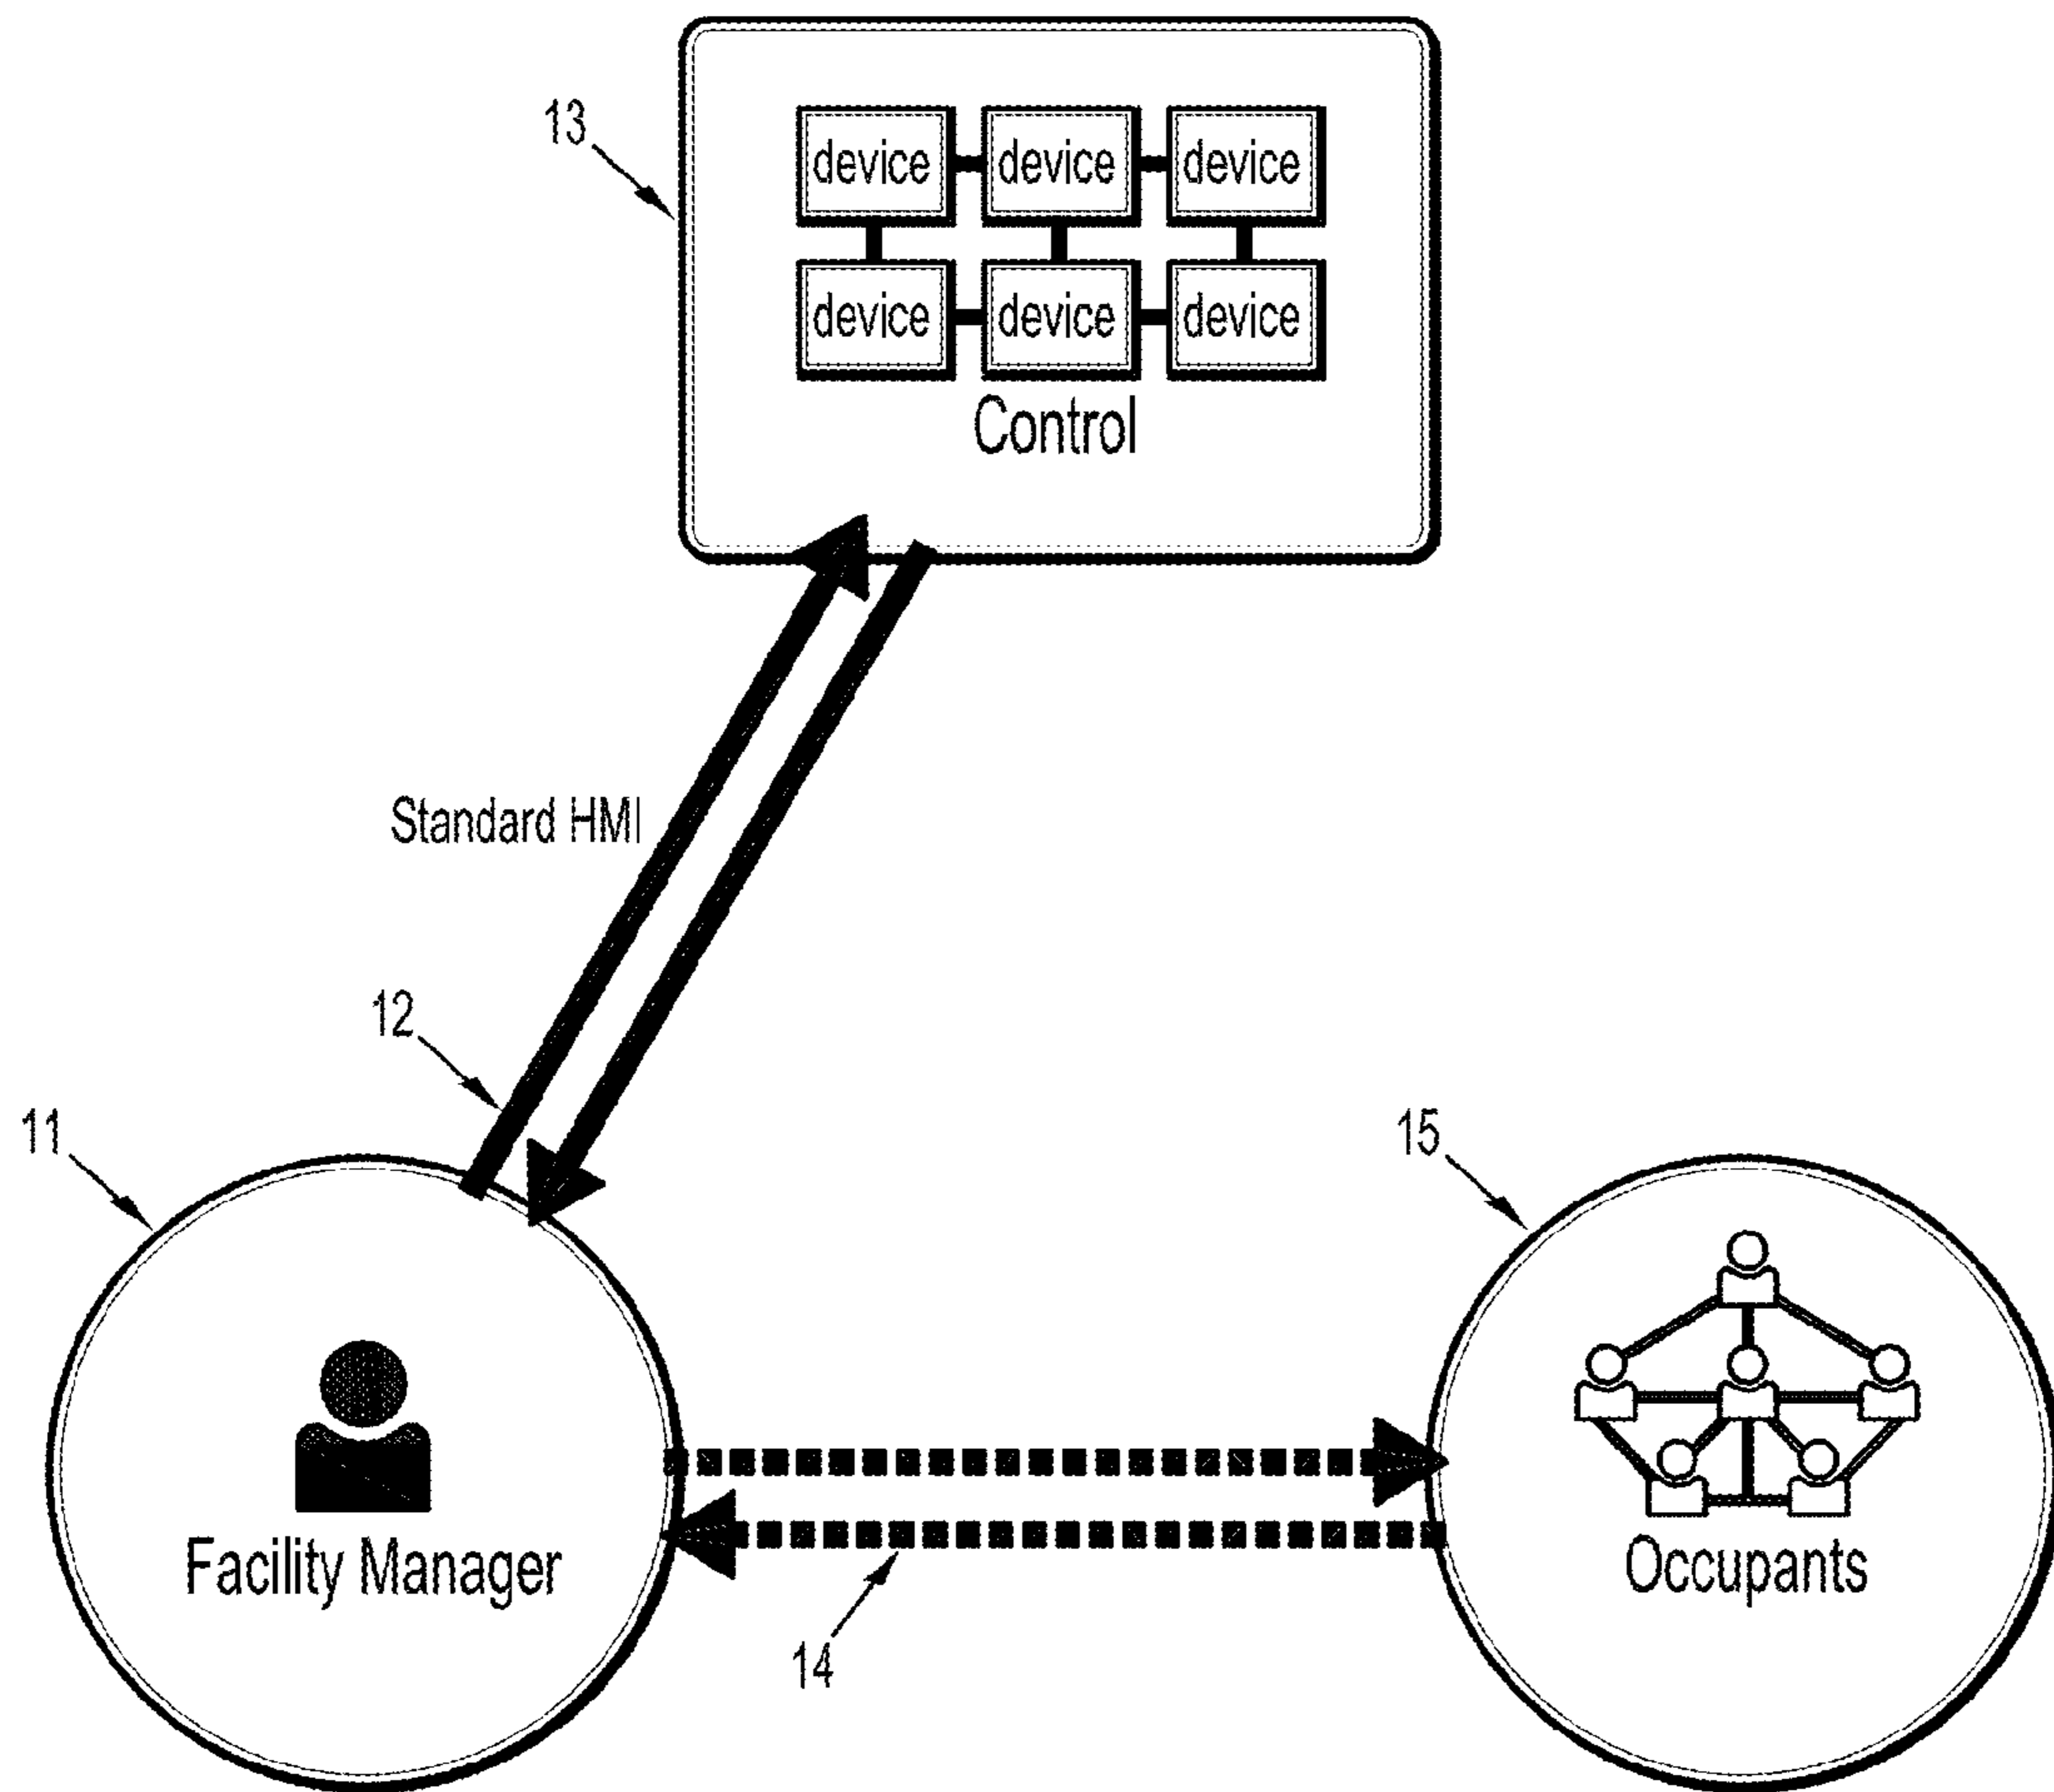 13
device device device
device device device
Control
Standard HMI
12
11
15
Facility Manager
Occupants
14